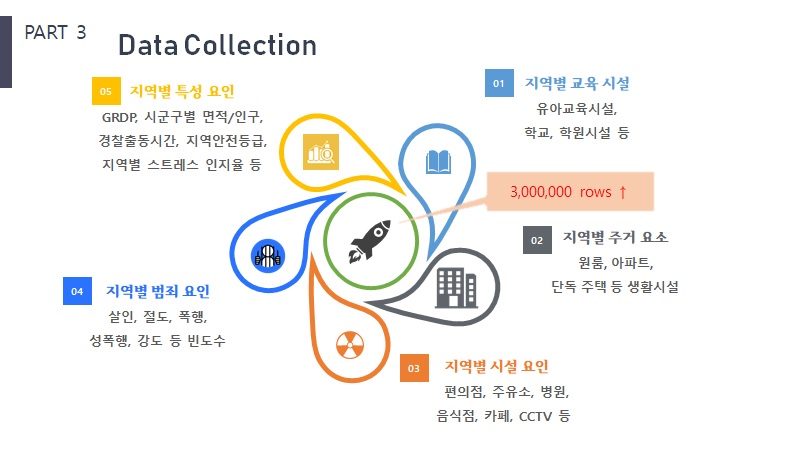 PART 3
Data Collection
05 지역별 특성 요인
GRDP, 시군구별 면적/인구,
경찰출동시간, 지역안전등급,
지역별 스트레스 인지율 등
01 지역별 교육 시설
유아교육시설,
학교, 학원시설 등
3,000,000 rows ↑
02 지역별 주거 요소
원룸, 아파트,
단독 주택 등 생활시설
04 지역별 범죄 요인
살인, 절도, 폭행,
성폭행, 강도 등 빈도수
03 지역별 시설 요인
편의점, 주유소, 병원,
음식점, 카페, CCTV 등